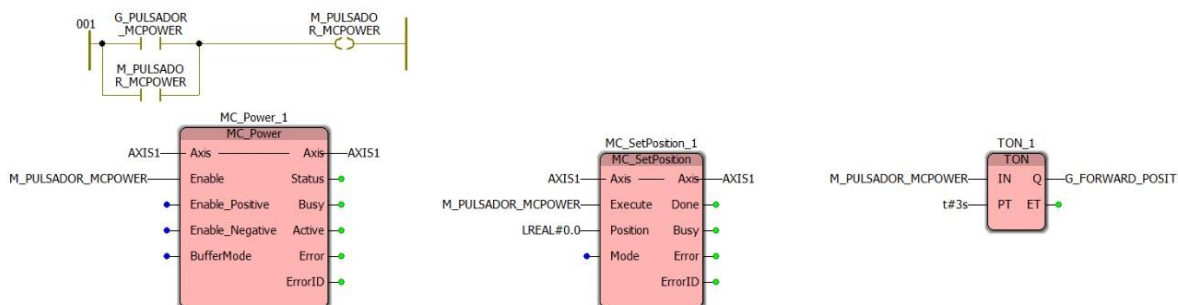 001
G_PULSADOR
_MCPOWER
M_PULSADO
R_MCPOWER
M_PULSADO
R_MCPOWER
MC_Power_1
MC_Power
AXIS1 Axis Axis AXIS1
M_PULSADOR_MCPOWER Enable Status
Enable_Positive Busy
Enable_Negative Active
BufferMode Error
ErrorID
MC_SetPosition_1
MC_SetPosition
AXIS1 Axis Axis AXIS1
M_PULSADOR_MCPOWER Execute Done
LREAL#0.0 Position Busy
Mode Error
ErrorID
TON_1
TON
M_PULSADOR_MCPOWER IN Q G_FORWARD_POSIT
t#3s PT ET